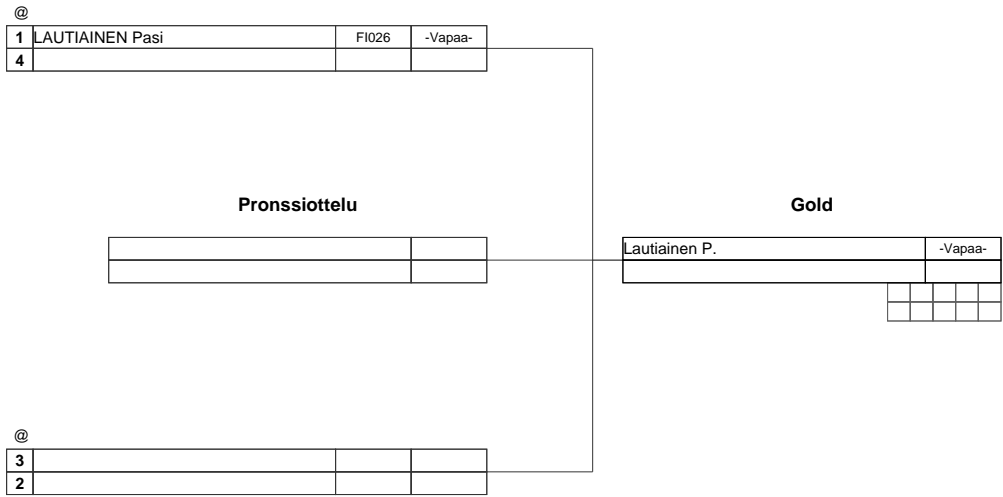 @
1 LAUTIAINEN Pasi FI026 -Vapaa-
4
Pronssiottelu Gold
Lautiainen P. -Vapaa-
@
3
2